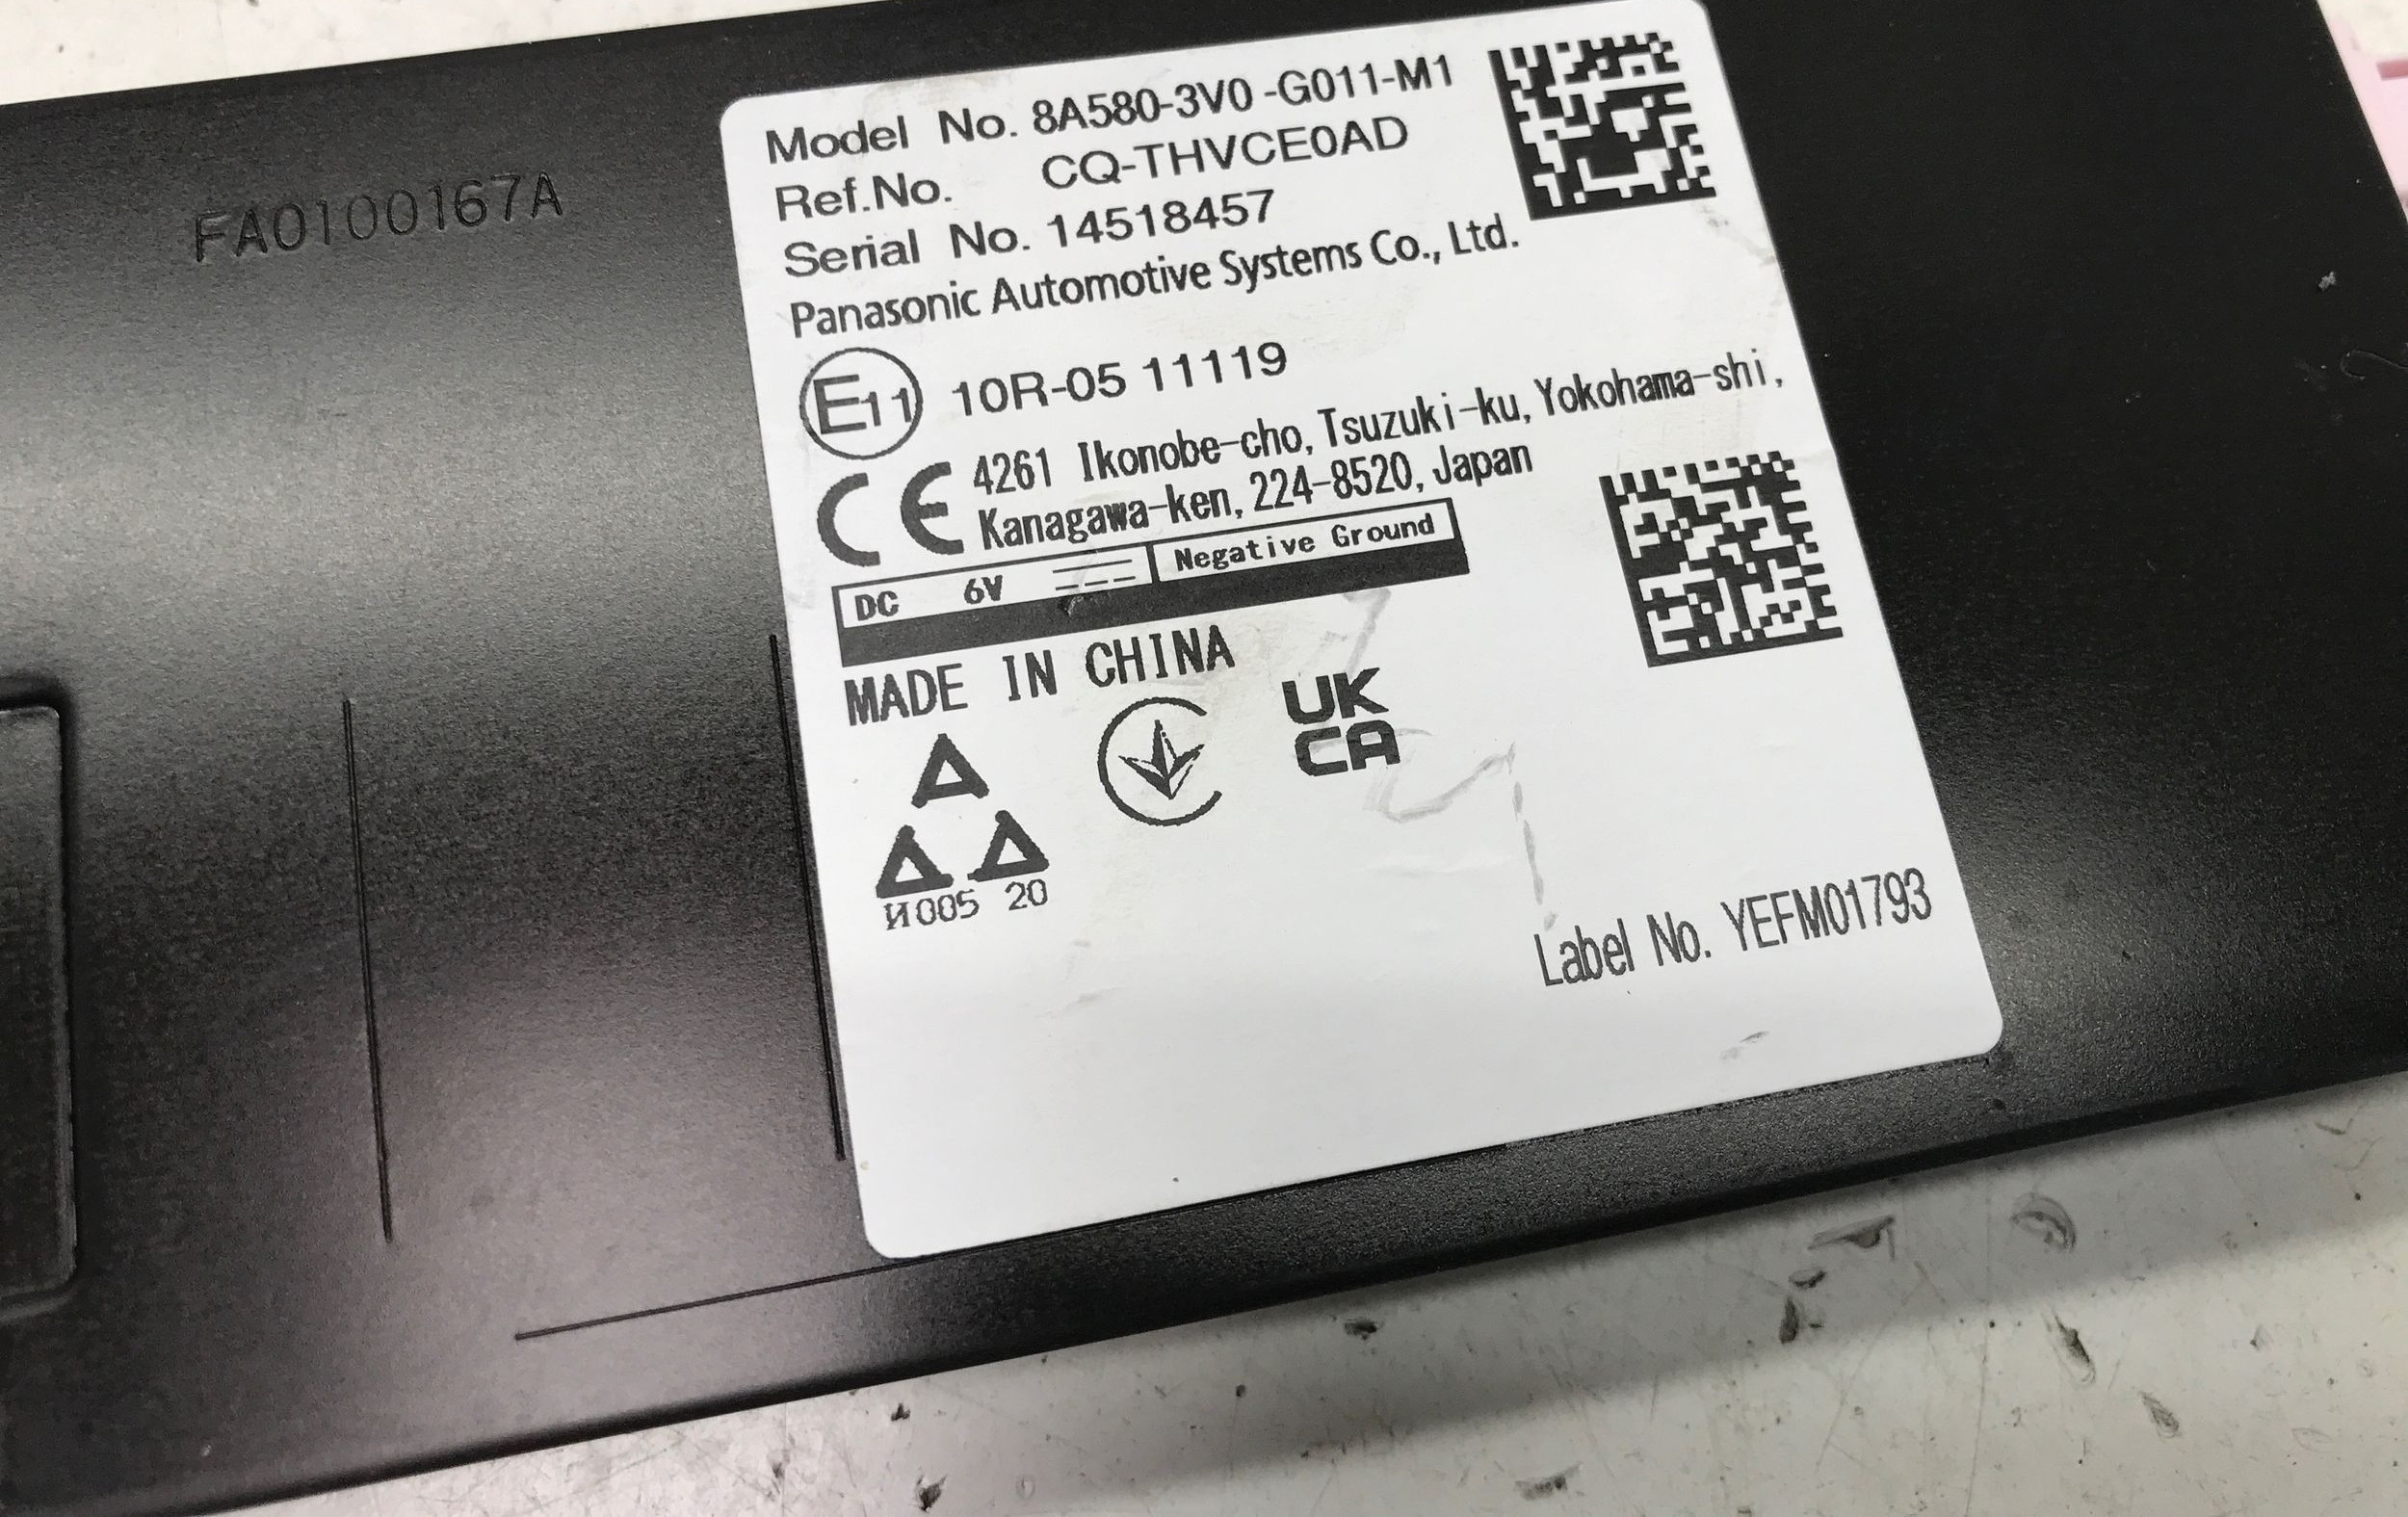 FA0100167A
Model No. 8A580-3V0 -G011-M1
Ref.No. CQ-THVCE0AD
Serial No. 14518457
Panasonic Automotive Systems Co., Ltd.
E11 10R-05 11119
CE 4261 Ikonobe-cho, Tsuzuki-ku, Yokohama-shi,
Kanagawa-ken, 224-8520, Japan
DC 6V Negative Ground
MADE IN CHINA
UK
CA
И005 20
Label No. YEFM01793